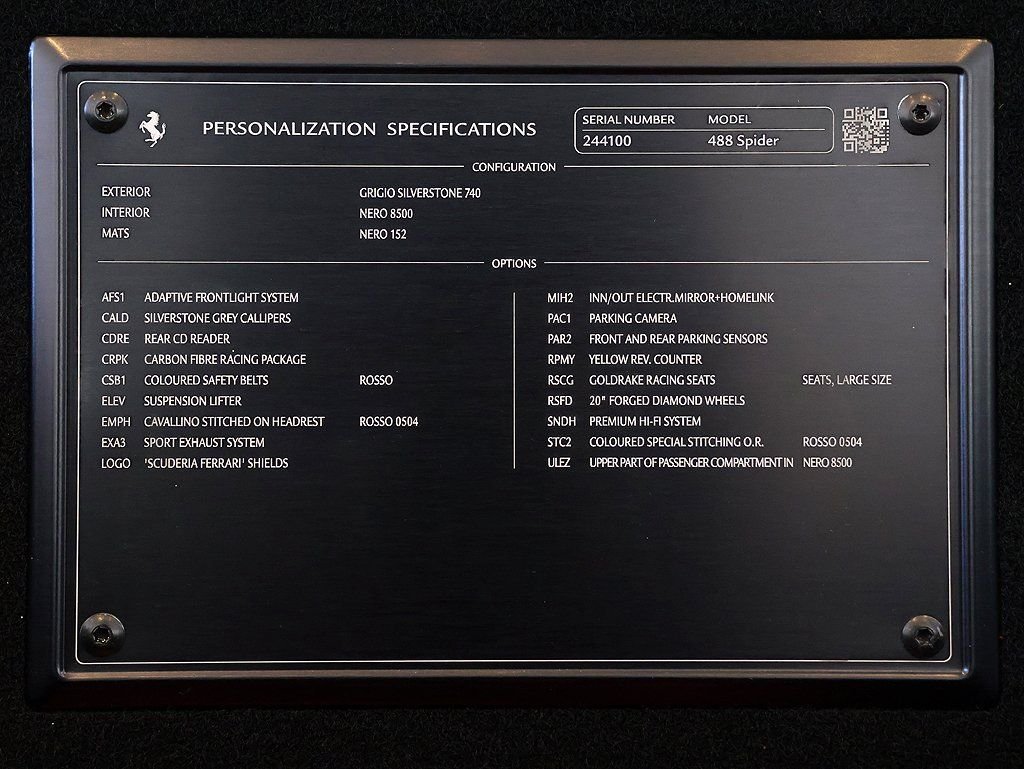 PERSONALIZATION SPECIFICATIONS
SERIAL NUMBER MODEL
244100 488 Spider
CONFIGURATION
EXTERIOR GRIGIO SILVERSTONE 740
INTERIOR NERO 8500
MATS NERO 152
OPTIONS
AFS1 ADAPTIVE FRONTLIGHT SYSTEM
CALD SILVERSTONE GREY CALLIPERS
CDRE REAR CD READER
CRPK CARBON FIBRE RACING PACKAGE
CSB1 COLOURED SAFETY BELTS ROSSO
ELEV SUSPENSION LIFTER
EMPH CAVALLINO STITCHED ON HEADREST ROSSO 0504
EXA3 SPORT EXHAUST SYSTEM
LOGO 'SCUDERIA FERRARI' SHIELDS
MIH2 INN/OUT ELECTR.MIRROR+HOMELINK
PAC1 PARKING CAMERA
PAR2 FRONT AND REAR PARKING SENSORS
RPMY YELLOW REV. COUNTER
RSCG GOLDRAKE RACING SEATS SEATS, LARGE SIZE
RSFD 20" FORGED DIAMOND WHEELS
SNDH PREMIUM HI-FI SYSTEM
STC2 COLOURED SPECIAL STITCHING O.R. ROSSO 0504
ULEZ UPPER PART OF PASSENGER COMPARTMENT IN NERO 8500